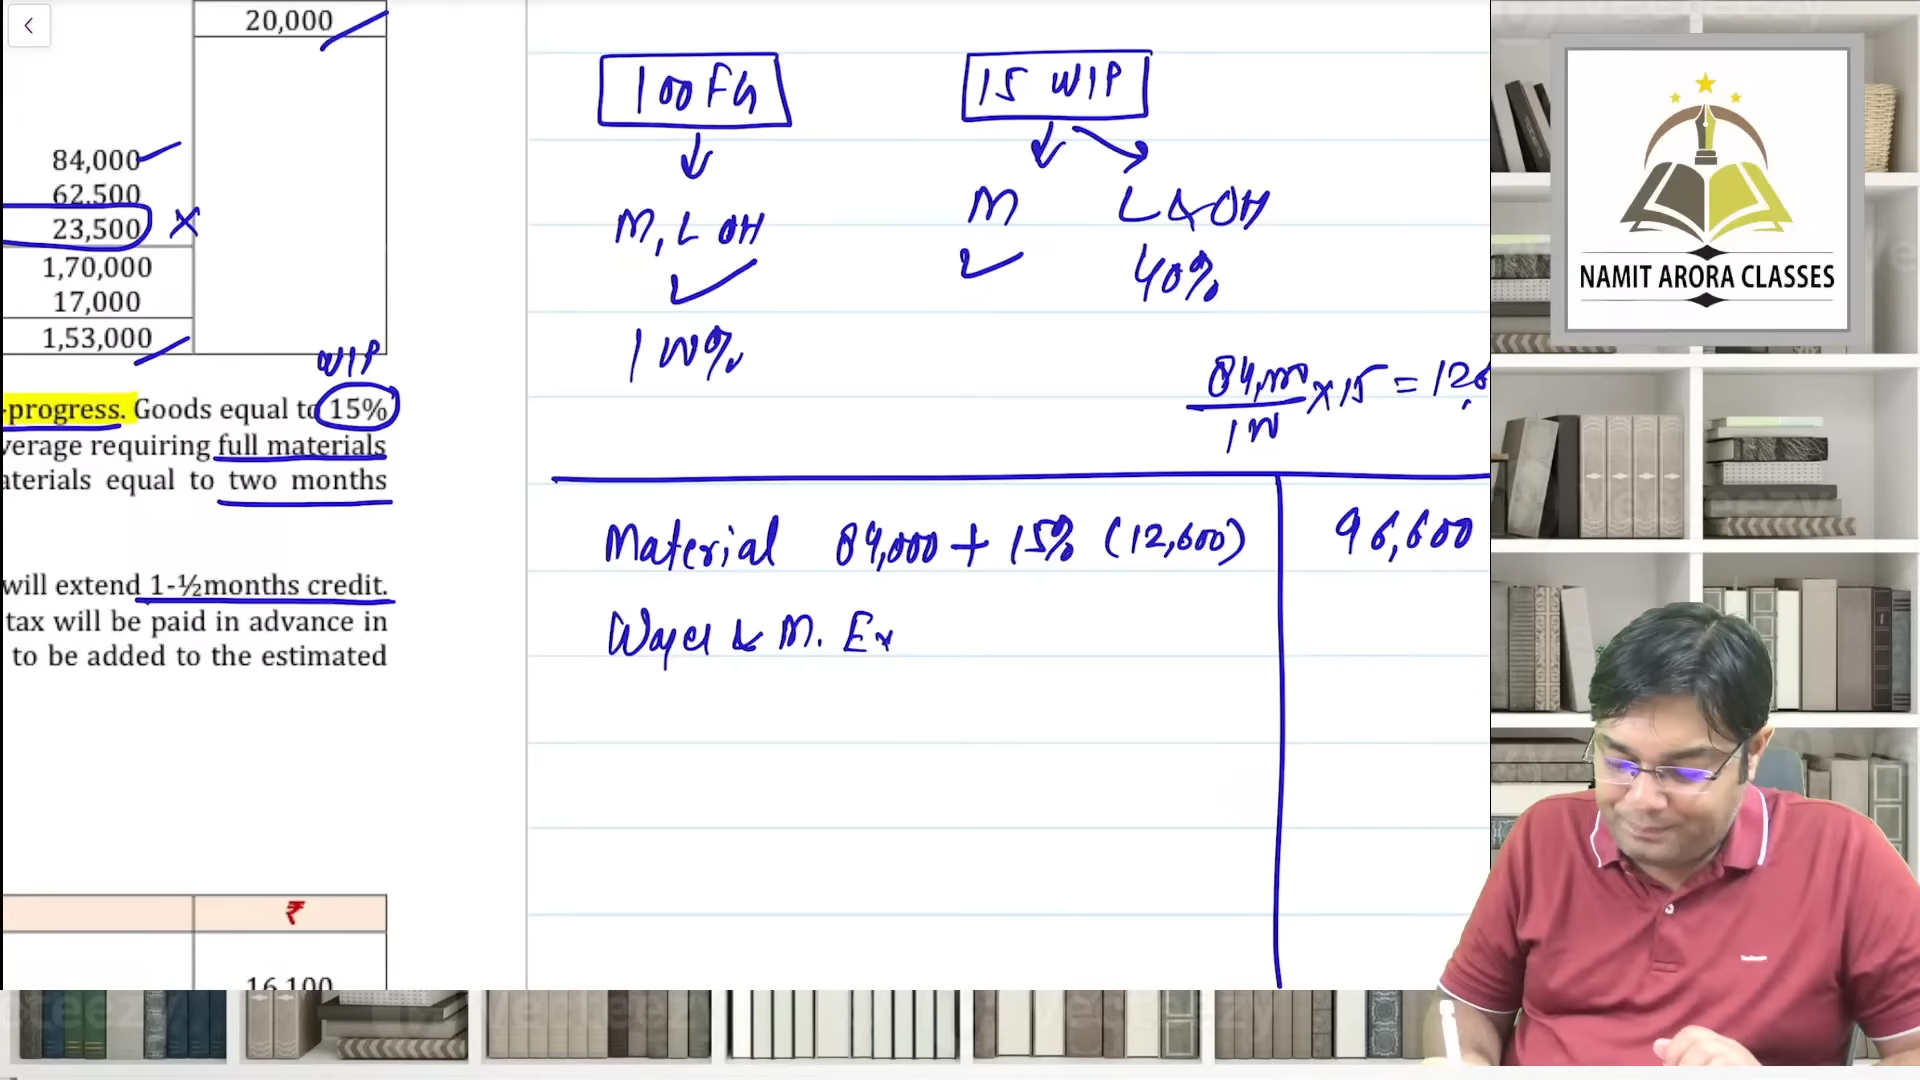 20,000
84,000
62,500
23,500 X
1,70,000
17,000
1,53,000
WIP
-progress. Goods equal to 15%
verage requiring full materials
aterials equal to two months
will extend 1-½months credit.
tax will be paid in advance in
to be added to the estimated
₹
16,100
100 FG
M, L OH
100%
15 WIP
M L & OH
40%
84,000
100
×15 = 126
Material 84,000 + 15% (12,600) 96,600
Wages & M. Ex
NAMIT ARORA CLASSES